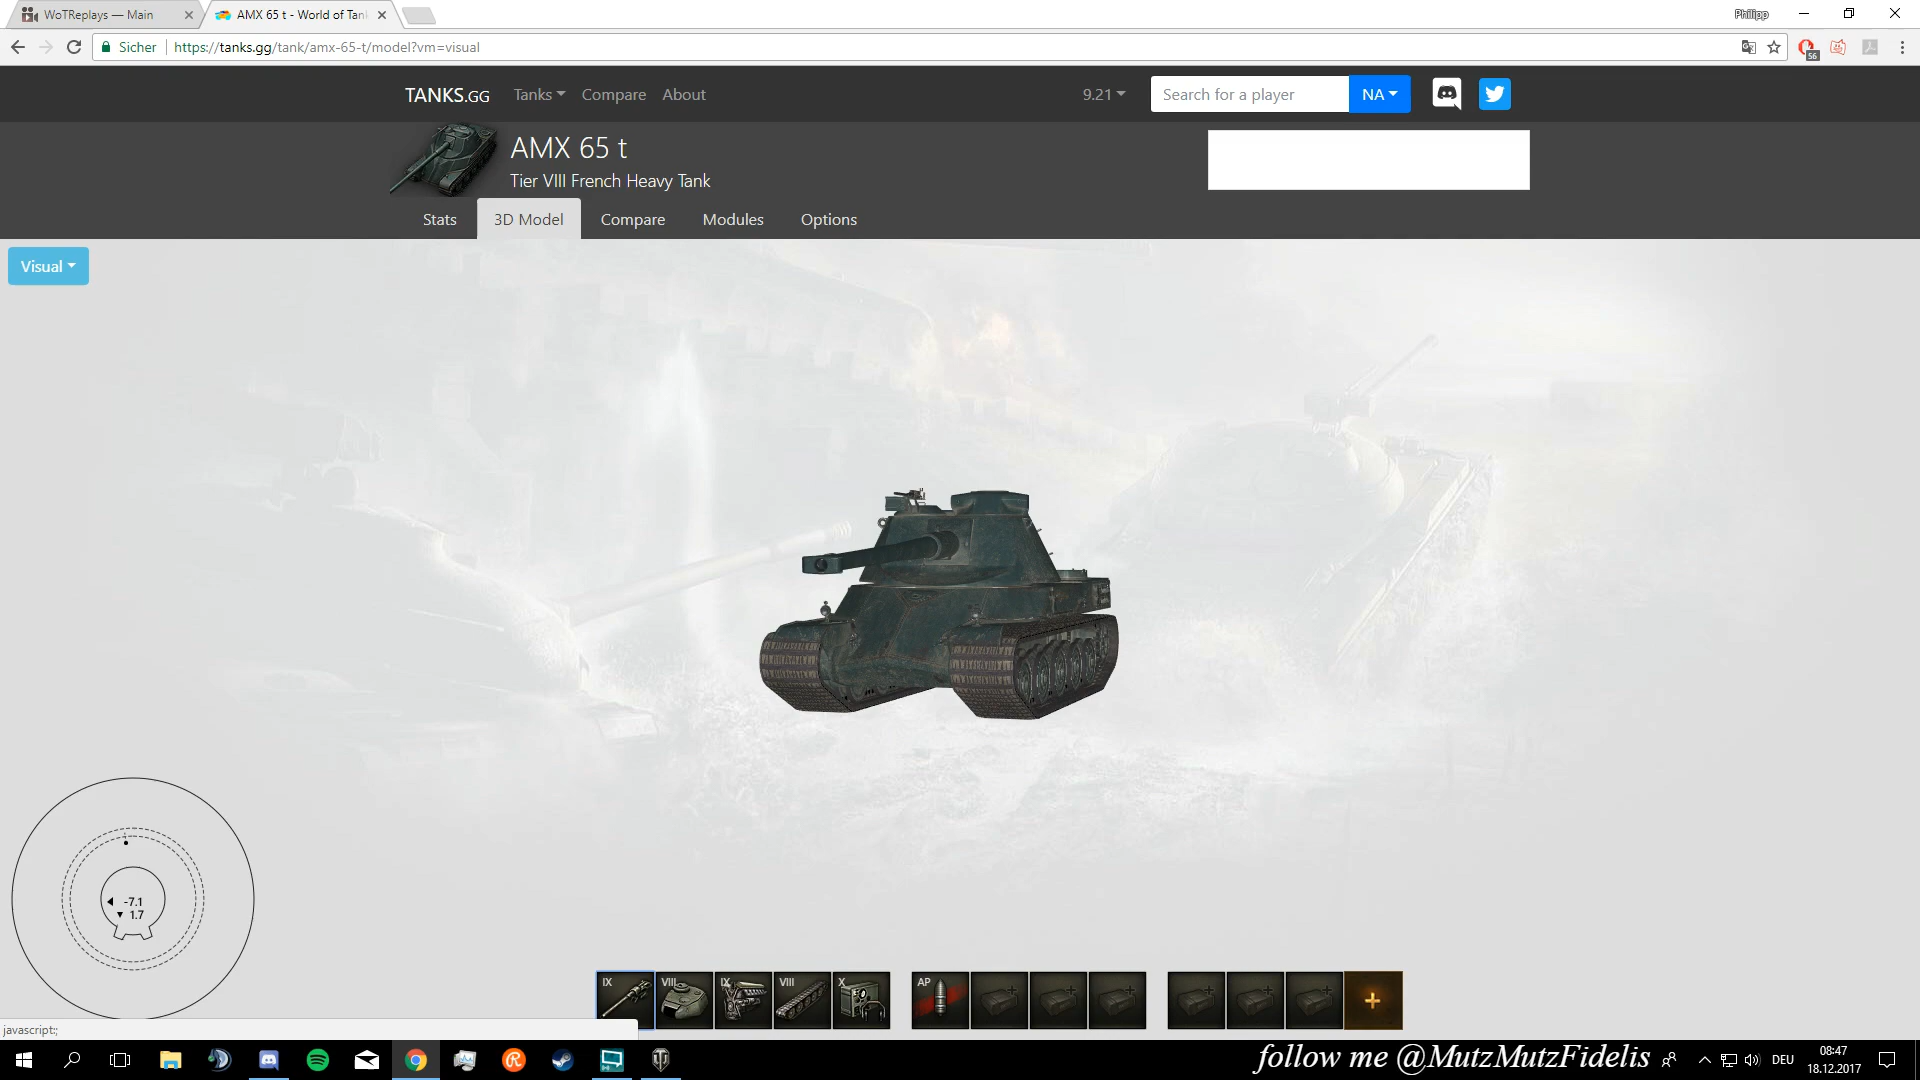 WoTReplays — Main
AMX 65 t - World of Tank
Philipp
Sicher
https://tanks.gg/tank/amx-65-t/model?vm=visual
56
TANKS.GG
Tanks
Compare
About
9.21
Search for a player
NA
AMX 65 t
Tier VIII French Heavy Tank
Stats
3D Model
Compare
Modules
Options
Visual
-7.1
1.7
IX
VIII
IX
VIII
X
AP
javascript:;
follow me @MutzMutzFidelis
DEU
08:47
18.12.2017